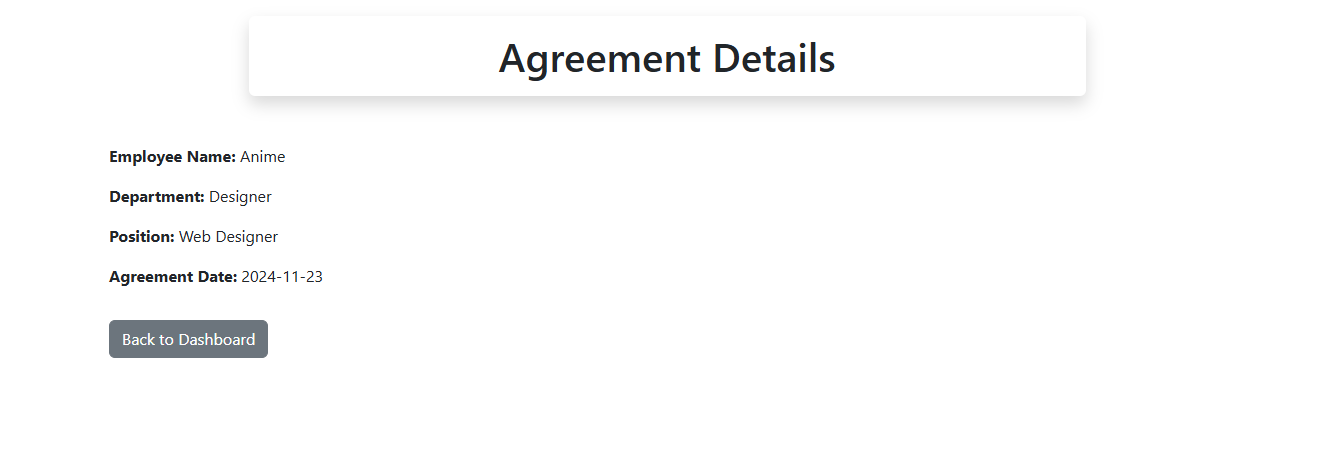 Agreement Details
Employee Name: Anime
Department: Designer
Position: Web Designer
Agreement Date: 2024-11-23
Back to Dashboard